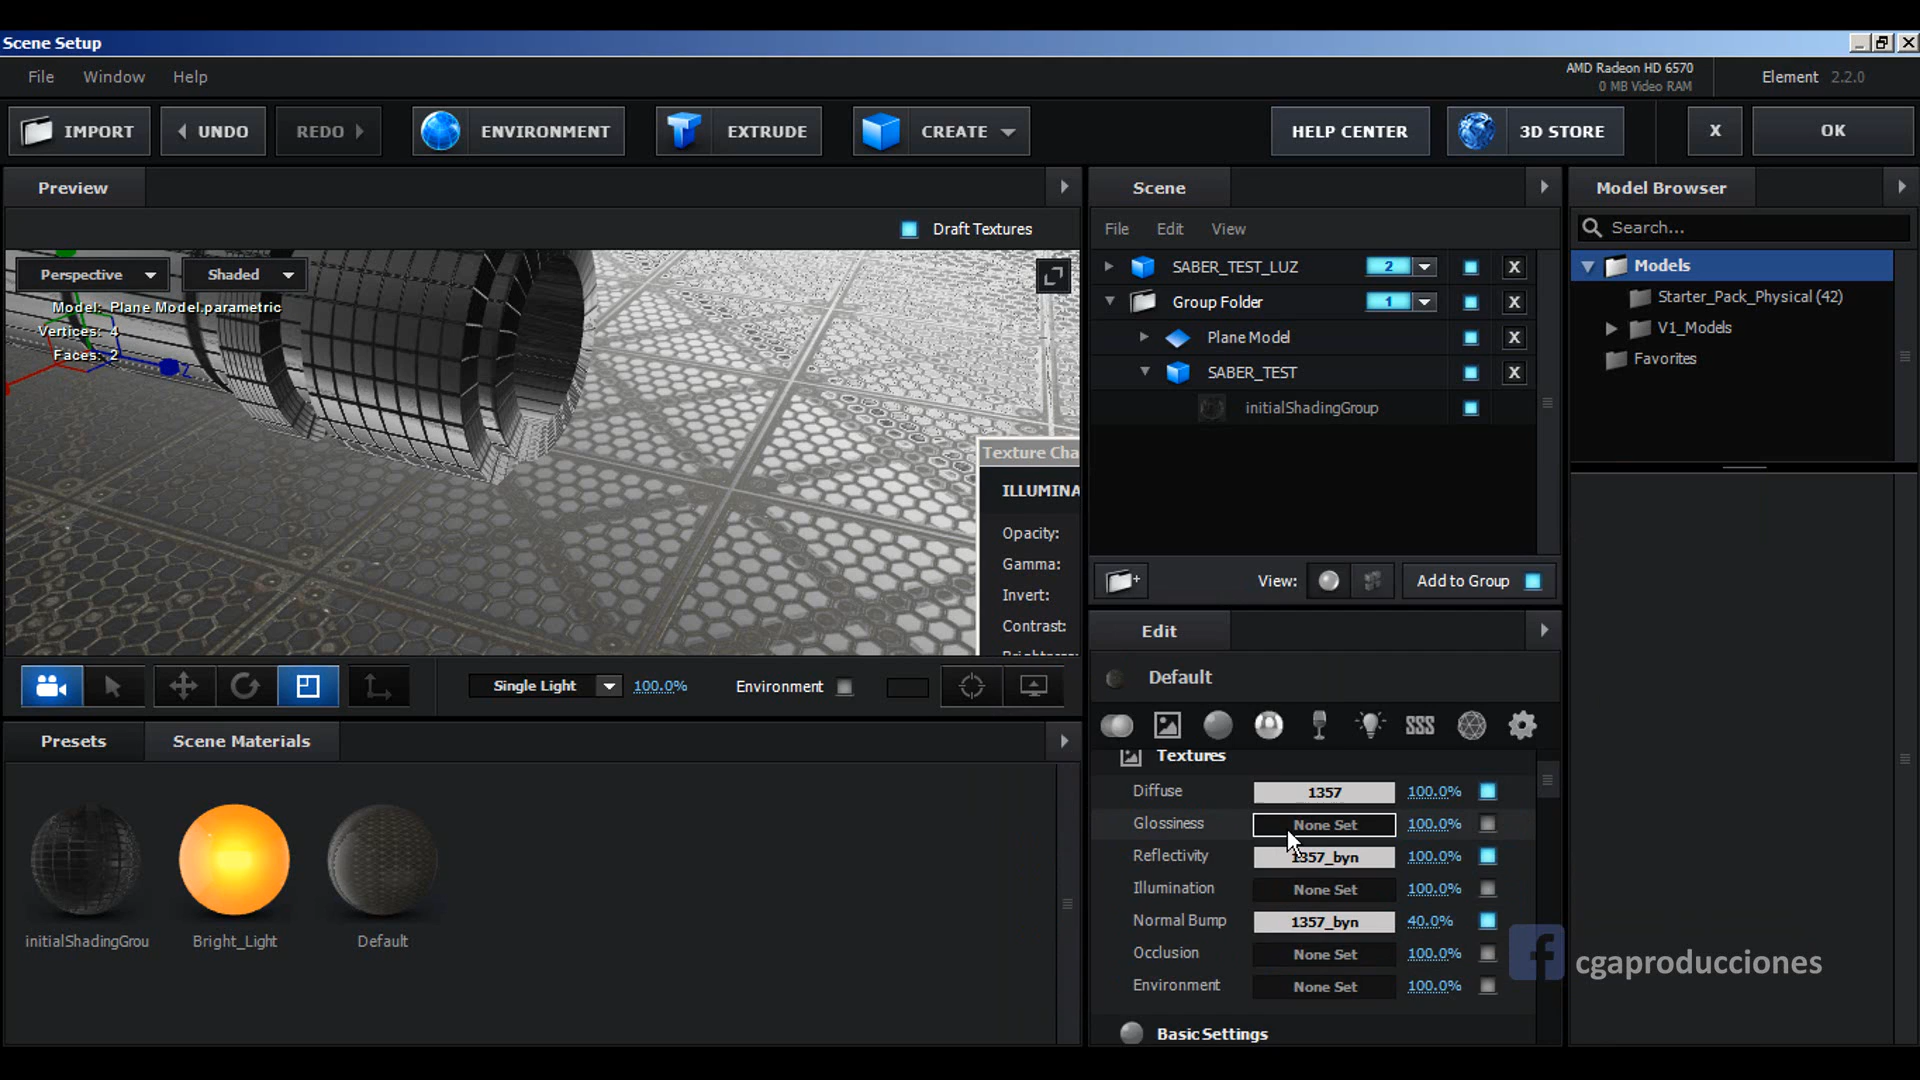 Scene Setup
File Window Help
AMD Radeon HD 6570
0 MB Video RAM
Element 2.2.0
IMPORT UNDO REDO ENVIRONMENT EXTRUDE CREATE HELP CENTER 3D STORE X OK
Preview
Draft Textures
Perspective Shaded
Model: Plane Model.parametric
Vertices: 4
Faces: 2
Z
Texture Cha
ILLUMINA
Opacity:
Gamma:
Invert:
Contrast:
Single Light 100.0% Environment
Presets Scene Materials
initialShadingGrou Bright_Light Default
Scene
File Edit View
SABER_TEST_LUZ 2 X
Group Folder 1 X
Plane Model X
SABER_TEST X
initialShadingGroup
View: Add to Group
Edit
Default
SSS
Textures
Diffuse 1357 100.0%
Glossiness None Set 100.0%
Reflectivity 1357_byn 100.0%
Illumination None Set 100.0%
Normal Bump 1357_byn 40.0%
Occlusion None Set 100.0%
Environment None Set 100.0%
Basic Settings
Model Browser
Search...
Models
Starter_Pack_Physical (42)
V1_Models
Favorites
f cgaproducciones